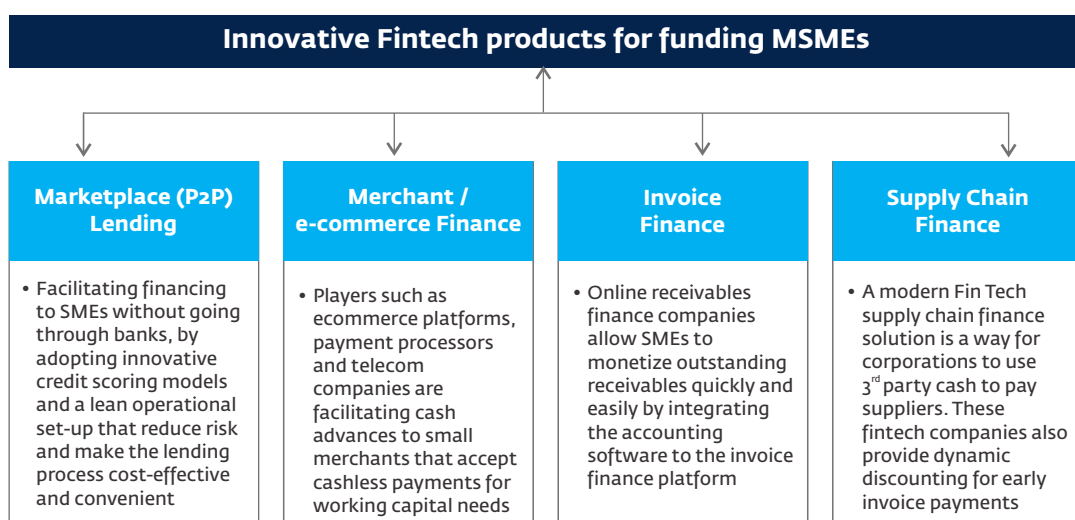 Innovative Fintech products for funding MSMEs
Marketplace (P2P)
Lending
• Facilitating financing
to SMEs without going
through banks, by
adopting innovative
credit scoring models
and a lean operational
set-up that reduce risk
and make the lending
process cost-effective
and convenient
Merchant /
e-commerce Finance
• Players such as
ecommerce platforms,
payment processors
and telecom
companies are
facilitating cash
advances to small
merchants that accept
cashless payments for
working capital needs
Invoice
Finance
• Online receivables
finance companies
allow SMEs to
monetize outstanding
receivables quickly and
easily by integrating
the accounting
software to the invoice
finance platform
Supply Chain
Finance
• A modern Fin Tech
supply chain finance
solution is a way for
corporations to use
3rd party cash to pay
suppliers. These
fintech companies also
provide dynamic
discounting for early
invoice payments